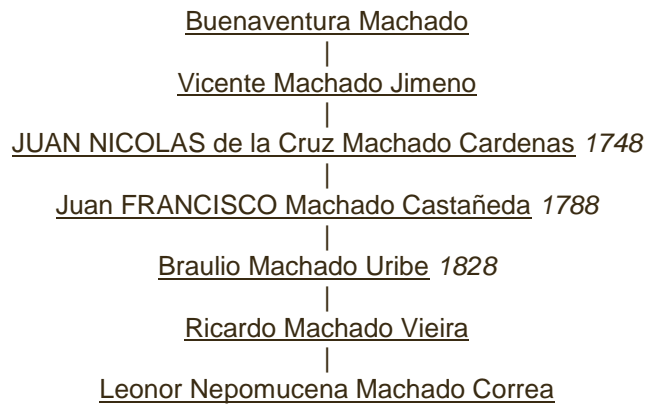 Buenaventura Machado
|
Vicente Machado Jimeno
|
JUAN NICOLAS de la Cruz Machado Cardenas 1748
|
Juan FRANCISCO Machado Castañeda 1788
|
Braulio Machado Uribe 1828
|
Ricardo Machado Vieira
|
Leonor Nepomucena Machado Correa